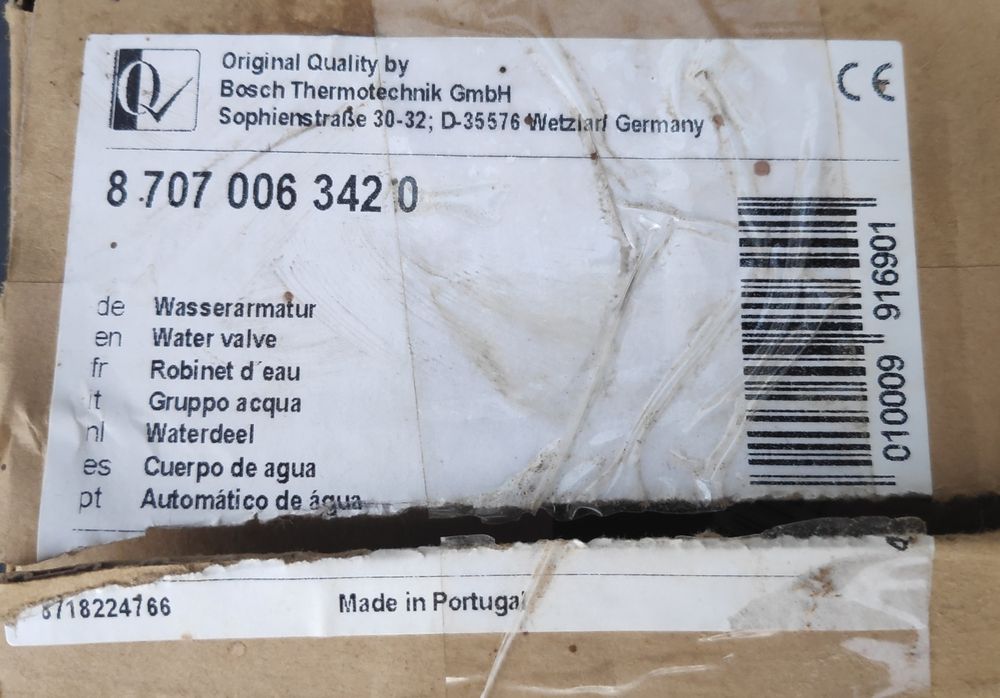 Q
Original Quality by
Bosch Thermotechnik GmbH
Sophienstraße 30-32; D-35576 Wetzlar/ Germany
CE
8 707 006 342 0
de Wasserarmatur
en Water valve
fr Robinet d´eau
it Gruppo acqua
nl Waterdeel
es Cuerpo de agua
pt Automático de água
010009 916901
8718224766 Made in Portugal